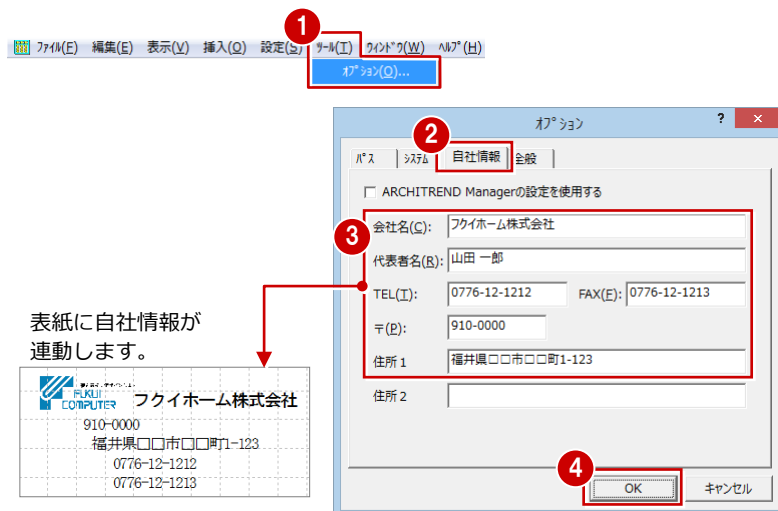 1
ﾌｧｲﾙ(F) 編集(E) 表示(V) 挿入(O) 設定(S) ﾂｰﾙ(T) ｳｨﾝﾄﾞｳ(W) ﾍﾙﾌﾟ(H)
ｵﾌﾟｼｮﾝ(O)...
ｵﾌﾟｼｮﾝ ? ×
2
ﾊﾟｽ ｼｽﾃﾑ 自社情報 全般
ARCHITREND Managerの設定を使用する
3
会社名(C): フクイホーム株式会社
代表者名(R): 山田 一郎
TEL(T): 0776-12-1212 FAX(F): 0776-12-1213
〒(P): 910-0000
住所1 福井県□□市□□町1-123
住所2
4
OK キャンセル
表紙に自社情報が
連動します。
FUKUI
COMPUTER
フクイホーム株式会社
910-0000
福井県□□市□□町1-123
0776-12-1212
0776-12-1213